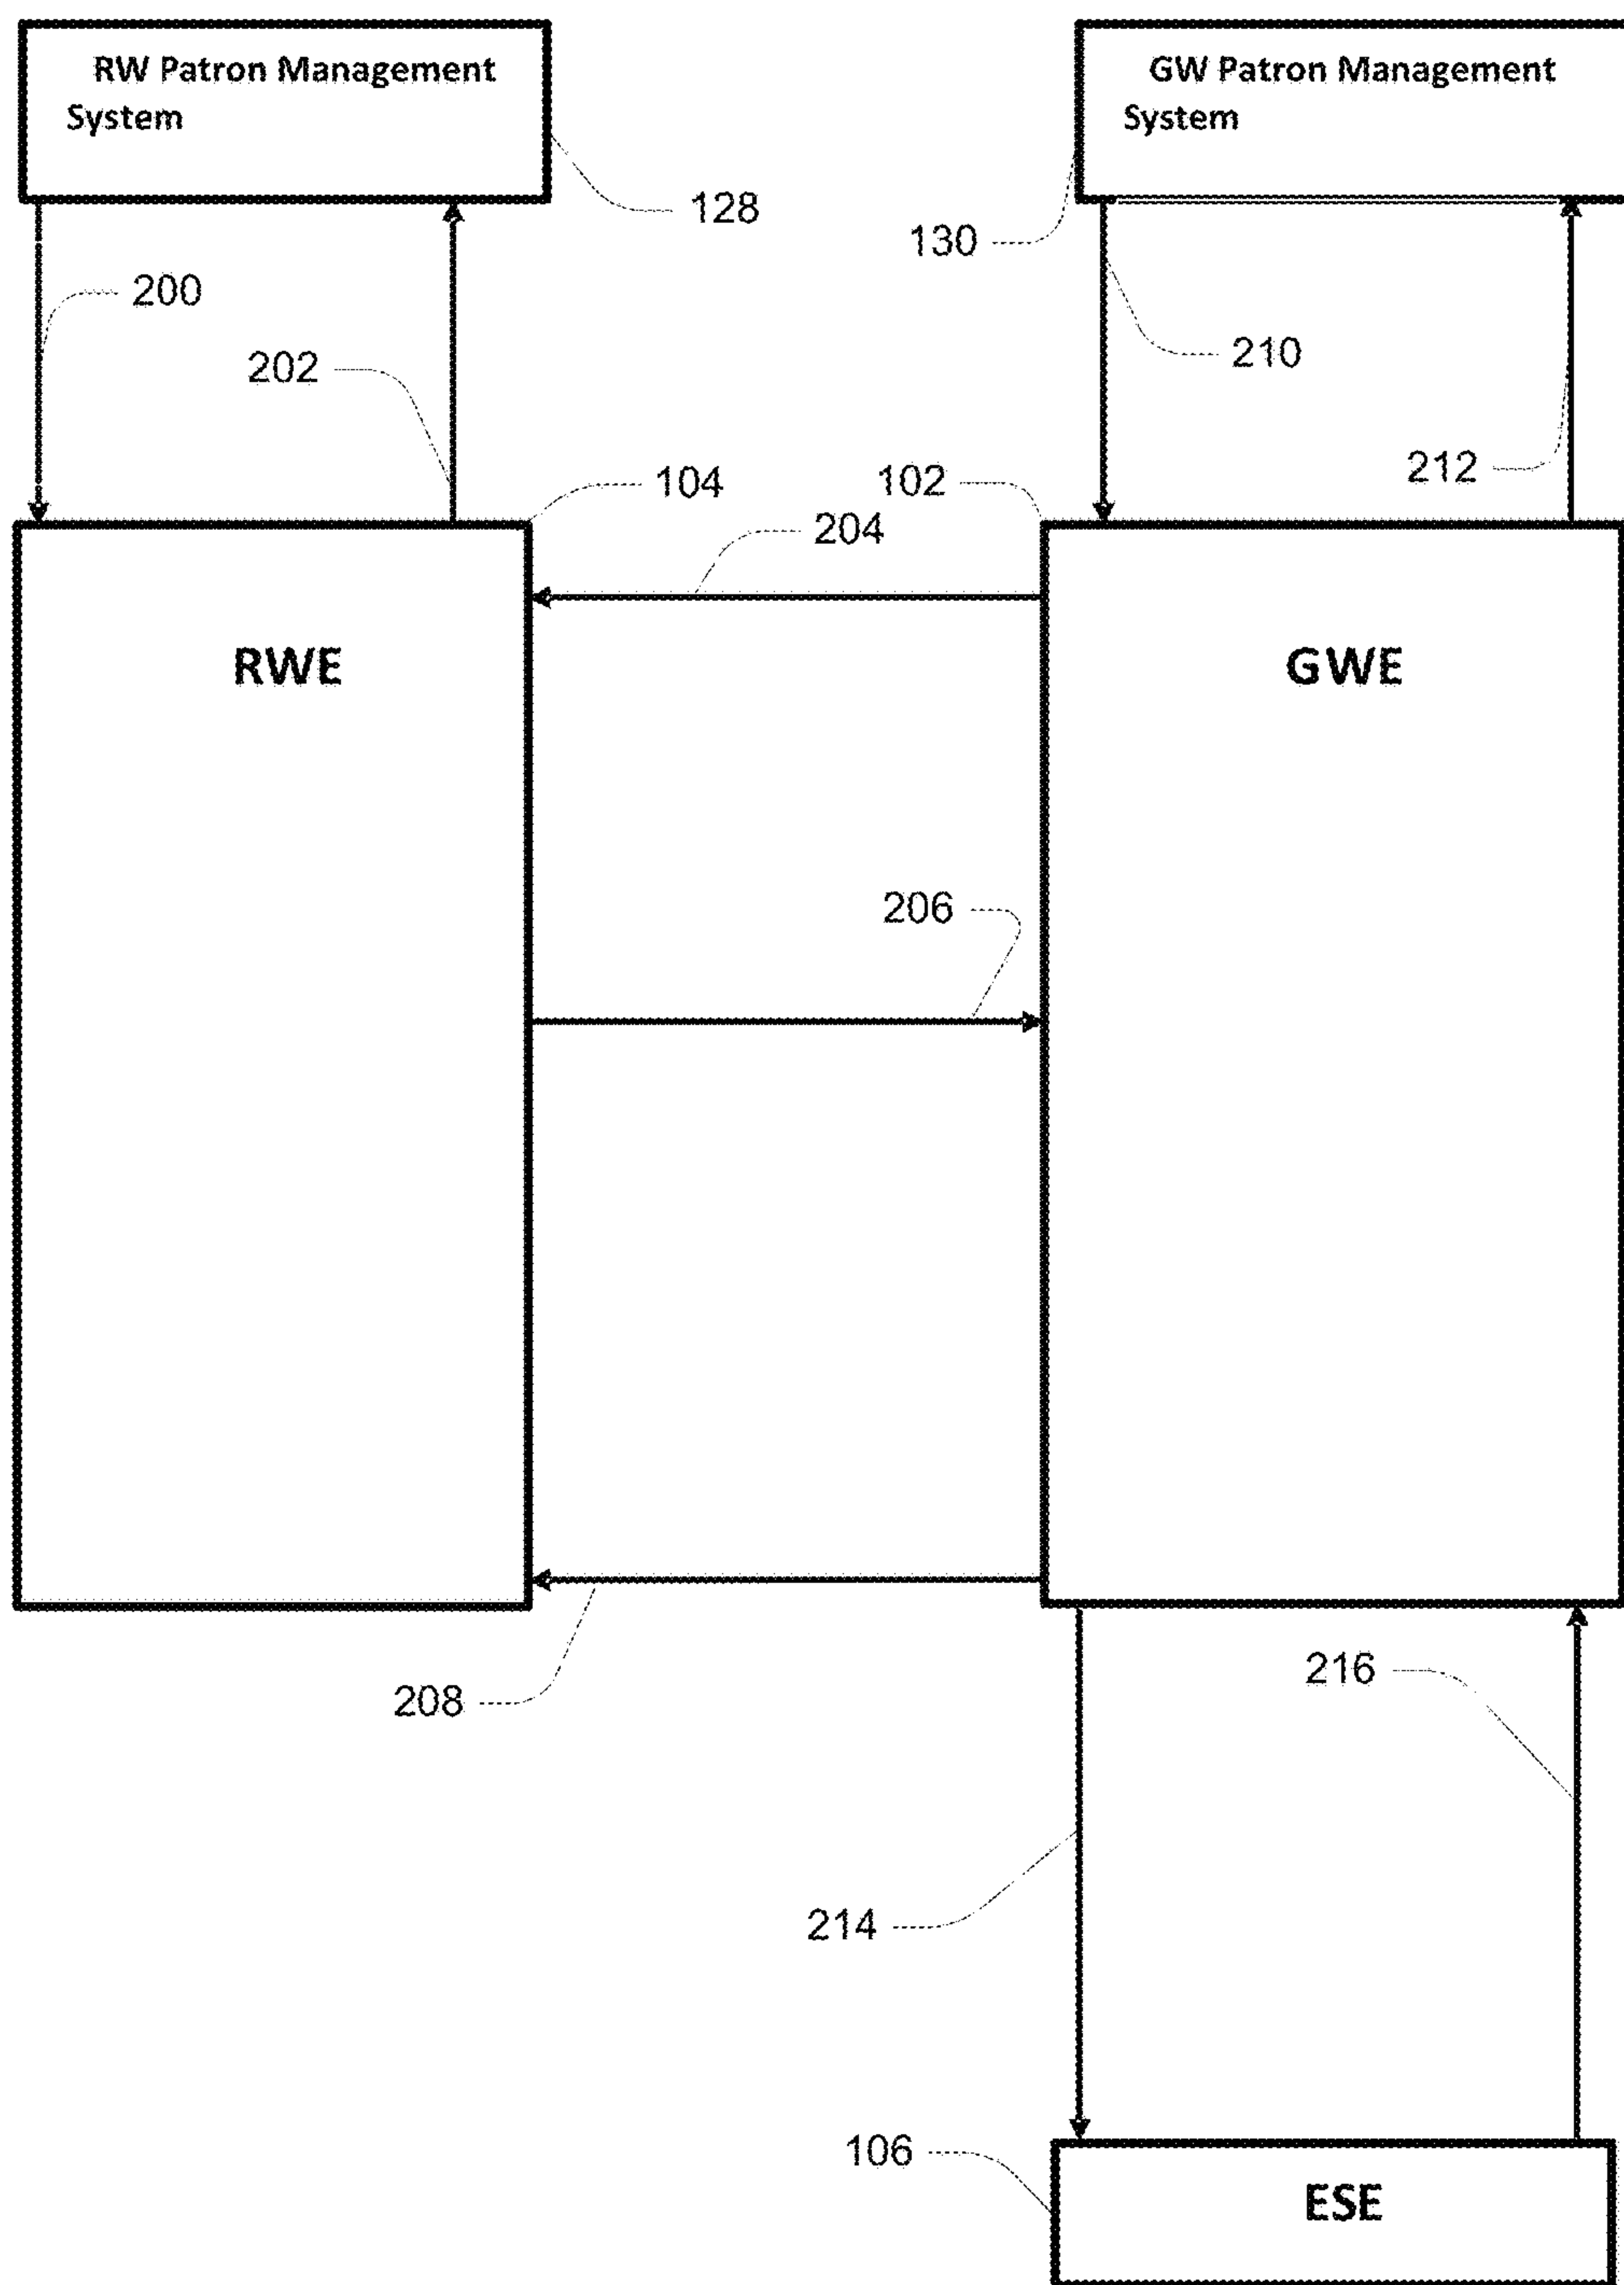 RW Patron Management
System
GW Patron Management
System
128
130
200
210
202
212
104
102
204
RWE
GWE
206
208
216
214
106
ESE